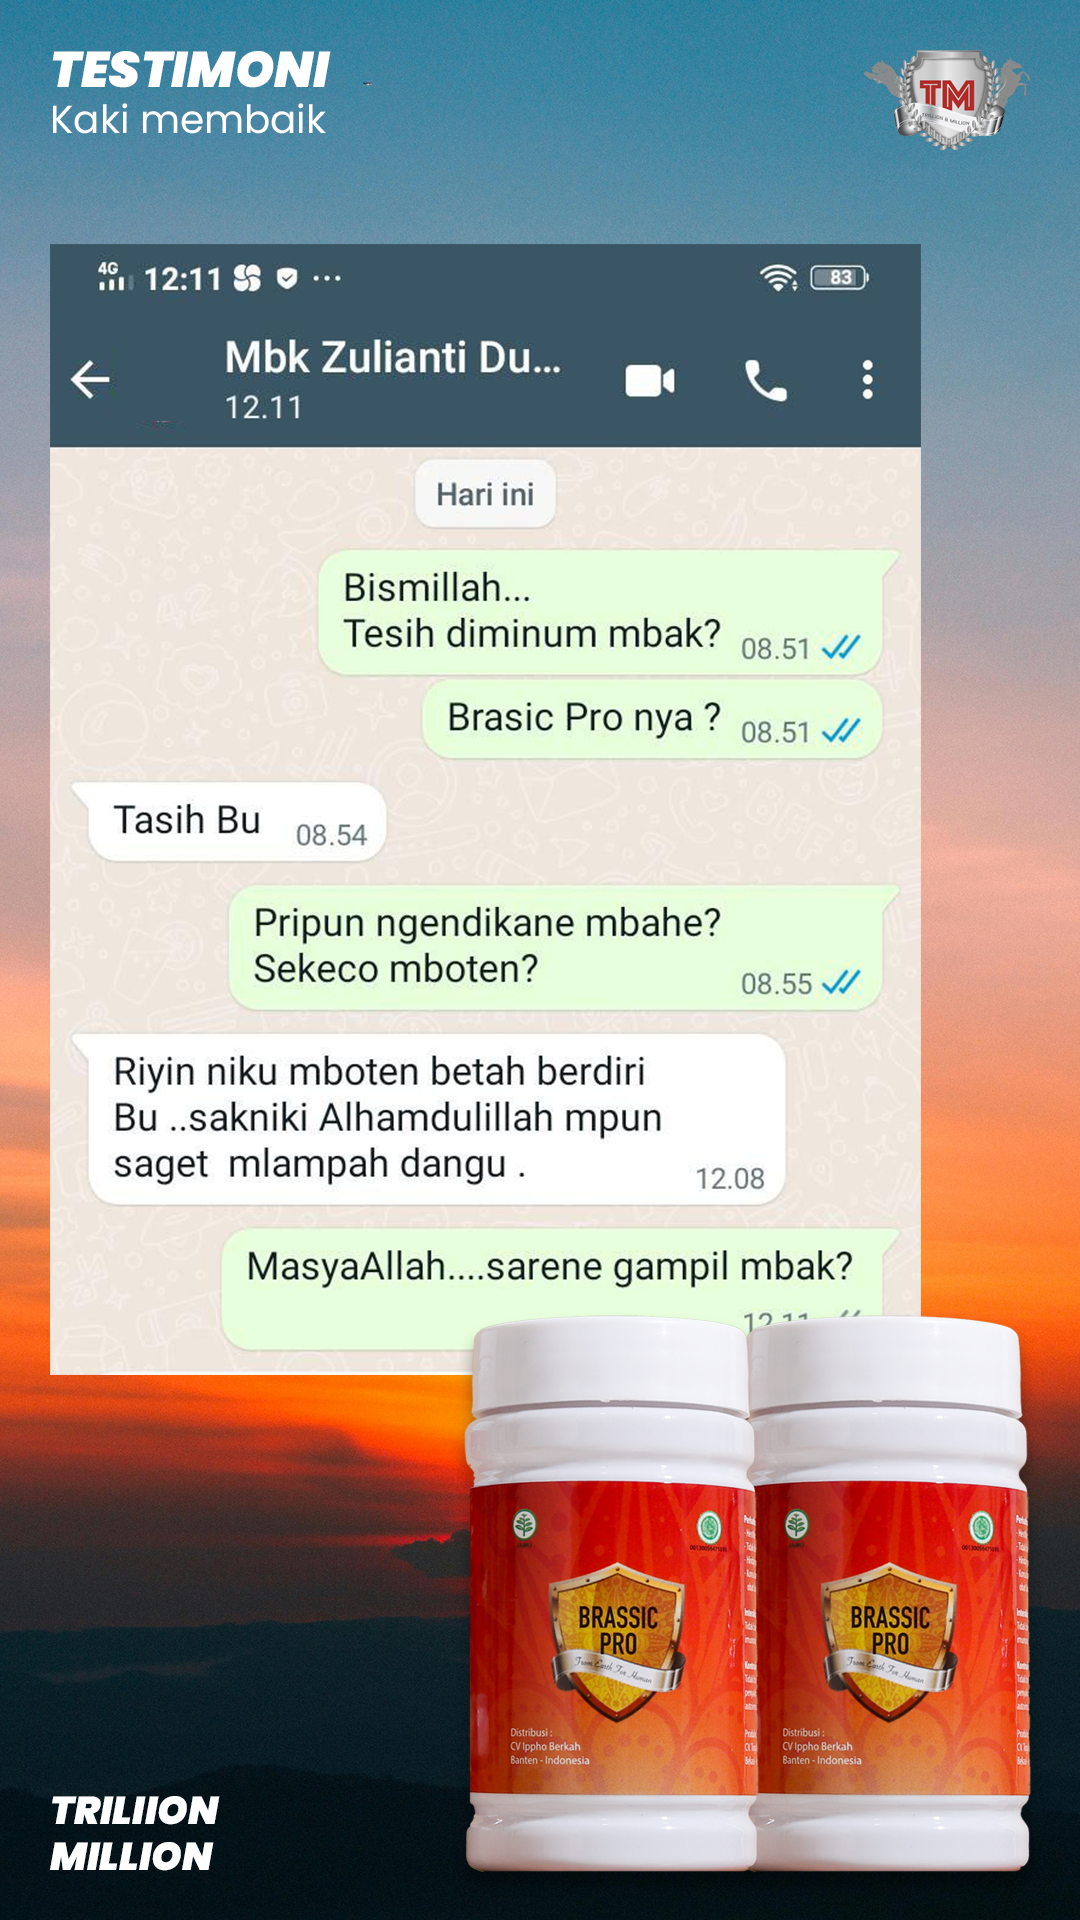 TESTIMONI
Kaki membaik
TM
TRILLION & MILLION
4G 12:11
83
Mbk Zulianti Du...
12.11
Hari ini
Bismillah...
Tesih diminum mbak? 08.51
Brasic Pro nya ? 08.51
Tasih Bu 08.54
Pripun ngendikane mbahe?
Sekeco mboten? 08.55
Riyin niku mboten betah berdiri
Bu ..sakniki Alhamdulillah mpun
saget mlampah dangu . 12.08
MasyaAllah....sarene gampil mbak?
12.11
BRASSIC
PRO
From Earth For Human
Distribusi :
CV Ippho Berkah
Banten - Indonesia
BRASSIC
PRO
From Earth For Human
Distribusi :
CV Ippho Berkah
Banten - Indonesia
TRILIION
MILLION